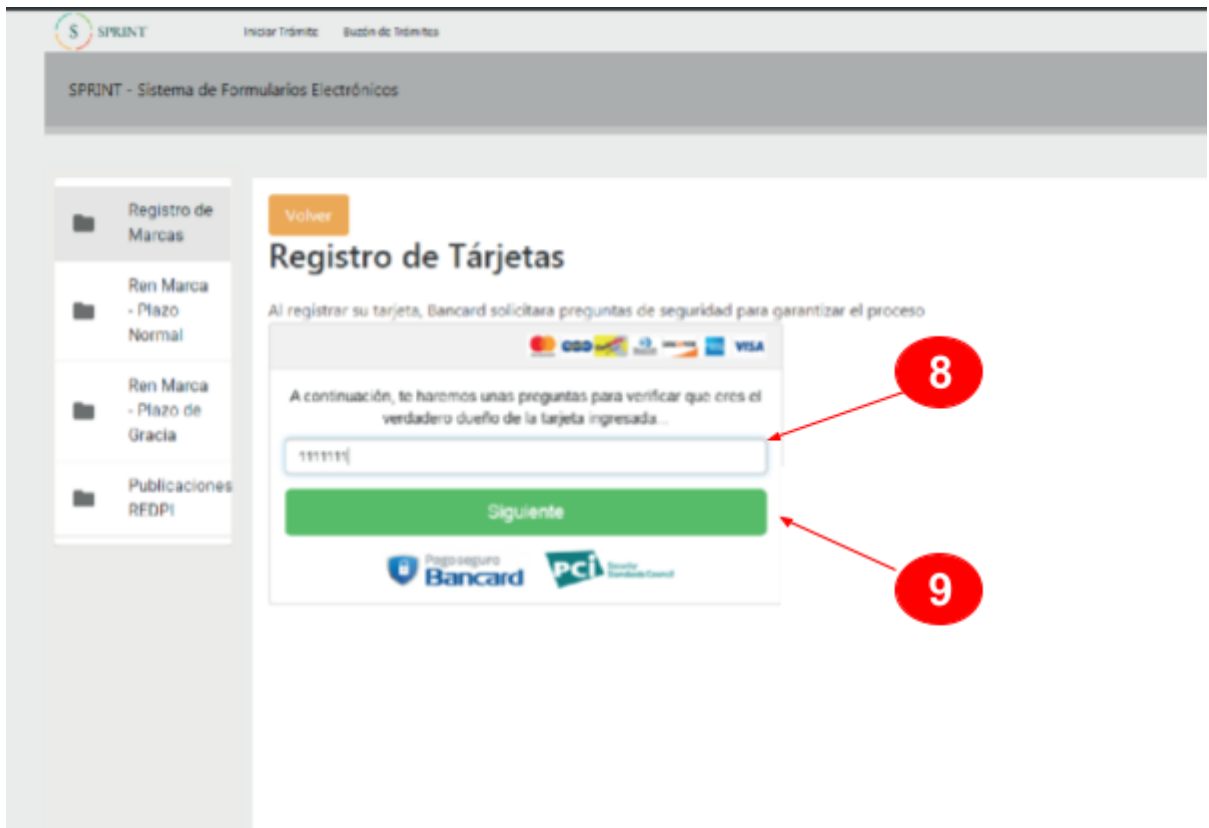 S SPRINT Iniciar Trámite Buzón de Trámites
SPRINT - Sistema de Formularios Electrónicos
Registro de
Marcas
Ren Marca
- Plazo
Normal
Ren Marca
- Plazo de
Gracia
Publicaciones
REDPI
Volver
Registro de Tárjetas
Al registrar su tarjeta, Bancard solicitara preguntas de seguridad para garantizar el proceso
VISA
A continuación, te haremos unas preguntas para verificar que eres el
verdadero dueño de la tarjeta ingresada...
1111111
Siguiente
Pago seguro
Bancard
PCI Security
Standards Council
8
9